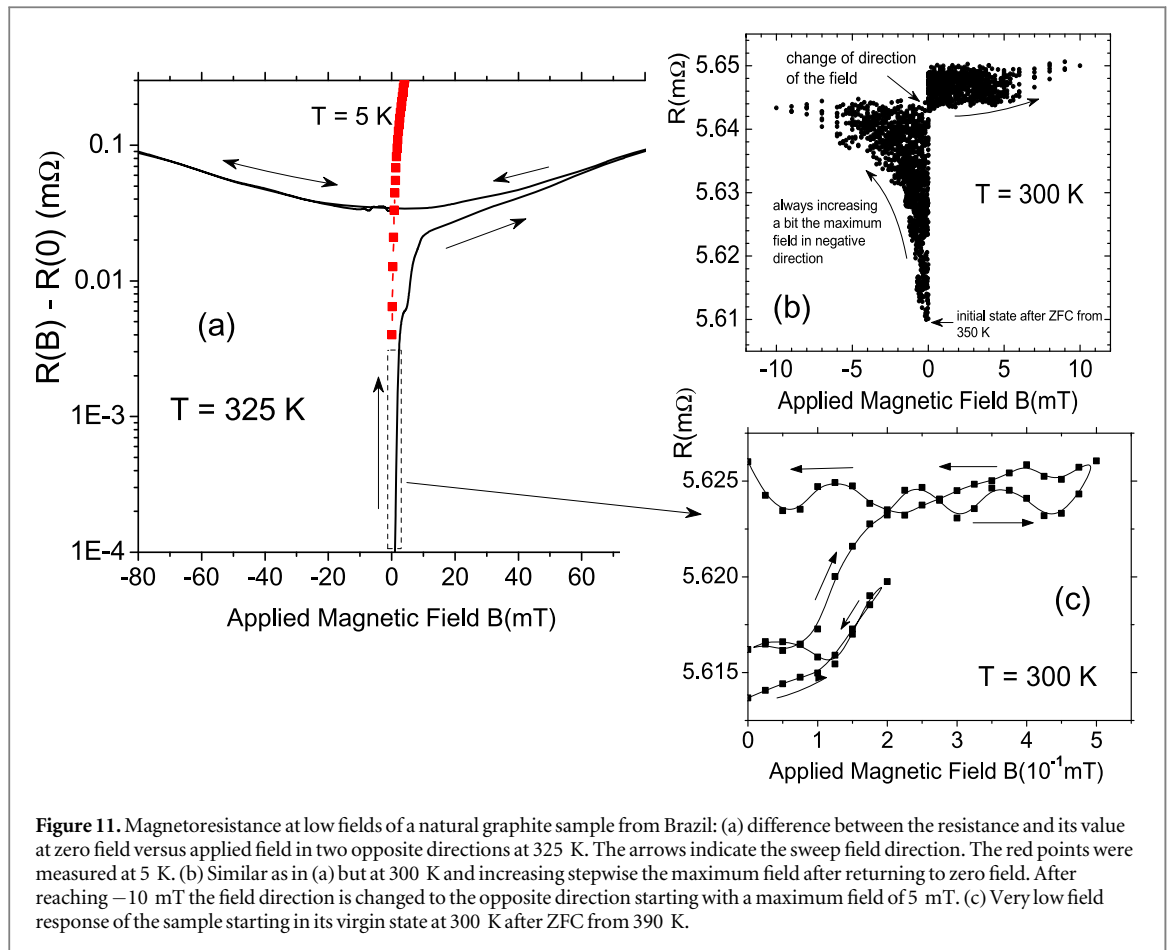 0.1
0.01
1E-3
1E-4
R(B) - R(0) (mΩ)
T = 5 K
(a)
T = 325 K
-80 -60 -40 -20 0 20 40 60
Applied Magnetic Field B(mT)
(b)
R(mΩ)
5.65
5.64
5.63
5.62
5.61
change of direction
of the field
T = 300 K
always increasing
a bit the maximum
field in negative
direction
(b)
initial state after ZFC from
350 K
-10 -5 0 5 10
Applied Magnetic Field B(mT)
R(mΩ)
5.625
5.620
5.615
(c)
T = 300 K
0 1 2 3 4 5
Applied Magnetic Field B(10⁻¹mT)
Figure 11. Magnetoresistance at low fields of a natural graphite sample from Brazil: (a) difference between the resistance and its value
at zero field versus applied field in two opposite directions at 325 K. The arrows indicate the sweep field direction. The red points were
measured at 5 K. (b) Similar as in (a) but at 300 K and increasing stepwise the maximum field after returning to zero field. After
reaching −10 mT the field direction is changed to the opposite direction starting with a maximum field of 5 mT. (c) Very low field
response of the sample starting in its virgin state at 300 K after ZFC from 390 K.